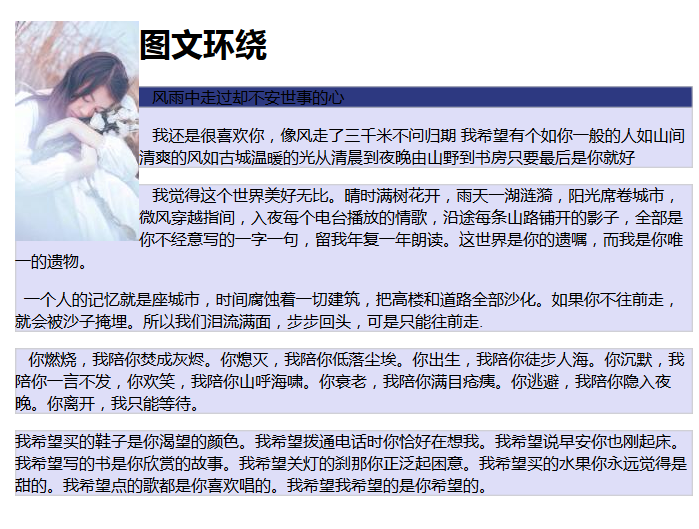 图文环绕
风雨中走过却不安世事的心
我还是很喜欢你，像风走了三千米不问归期 我希望有个如你一般的人如山间
清爽的风如古城温暖的光从清晨到夜晚由山野到书房只要最后是你就好
我觉得这个世界美好无比。晴时满树花开，雨天一湖涟漪，阳光席卷城市，
微风穿越指间，入夜每个电台播放的情歌，沿途每条山路铺开的影子，全部是
你不经意写的一字一句，留我年复一年朗读。这世界是你的遗嘱，而我是你唯
一的遗物。
一个人的记忆就是座城市，时间腐蚀着一切建筑，把高楼和道路全部沙化。如果你不往前走，
就会被沙子掩埋。所以我们泪流满面，步步回头，可是只能往前走.
你燃烧，我陪你焚成灰烬。你熄灭，我陪你低落尘埃。你出生，我陪你徒步人海。你沉默，我
陪你一言不发，你欢笑，我陪你山呼海啸。你衰老，我陪你满目疮痍。你逃避，我陪你隐入夜
晚。你离开，我只能等待。
我希望买的鞋子是你渴望的颜色。我希望拨通电话时你恰好在想我。我希望说早安你也刚起床。
我希望写的书是你欣赏的故事。我希望关灯的刹那你正泛起困意。我希望买的水果你永远觉得是
甜的。我希望点的歌都是你喜欢唱的。我希望我希望的是你希望的。